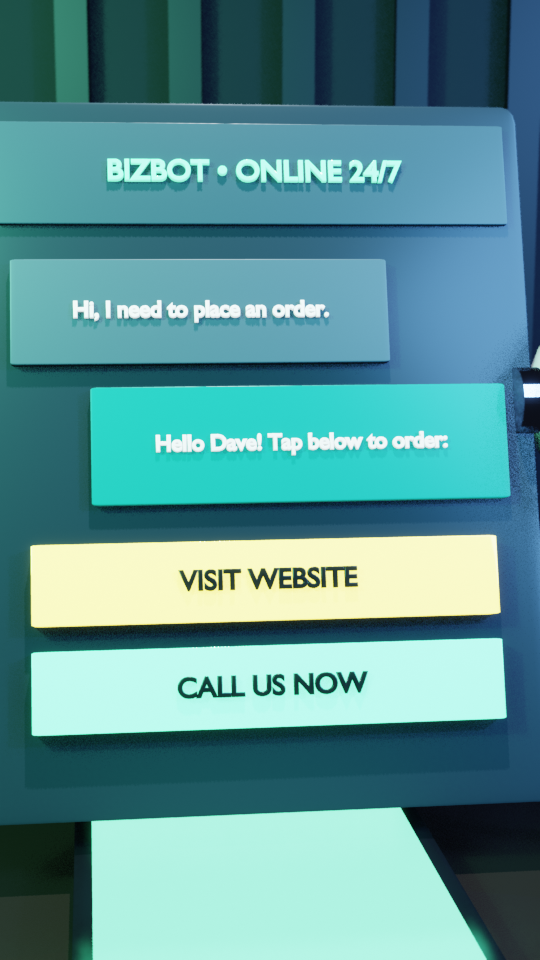 BIZBOT • ONLINE 24/7
Hi, I need to place an order.
Hello Dave! Tap below to order:
VISIT WEBSITE
CALL US NOW